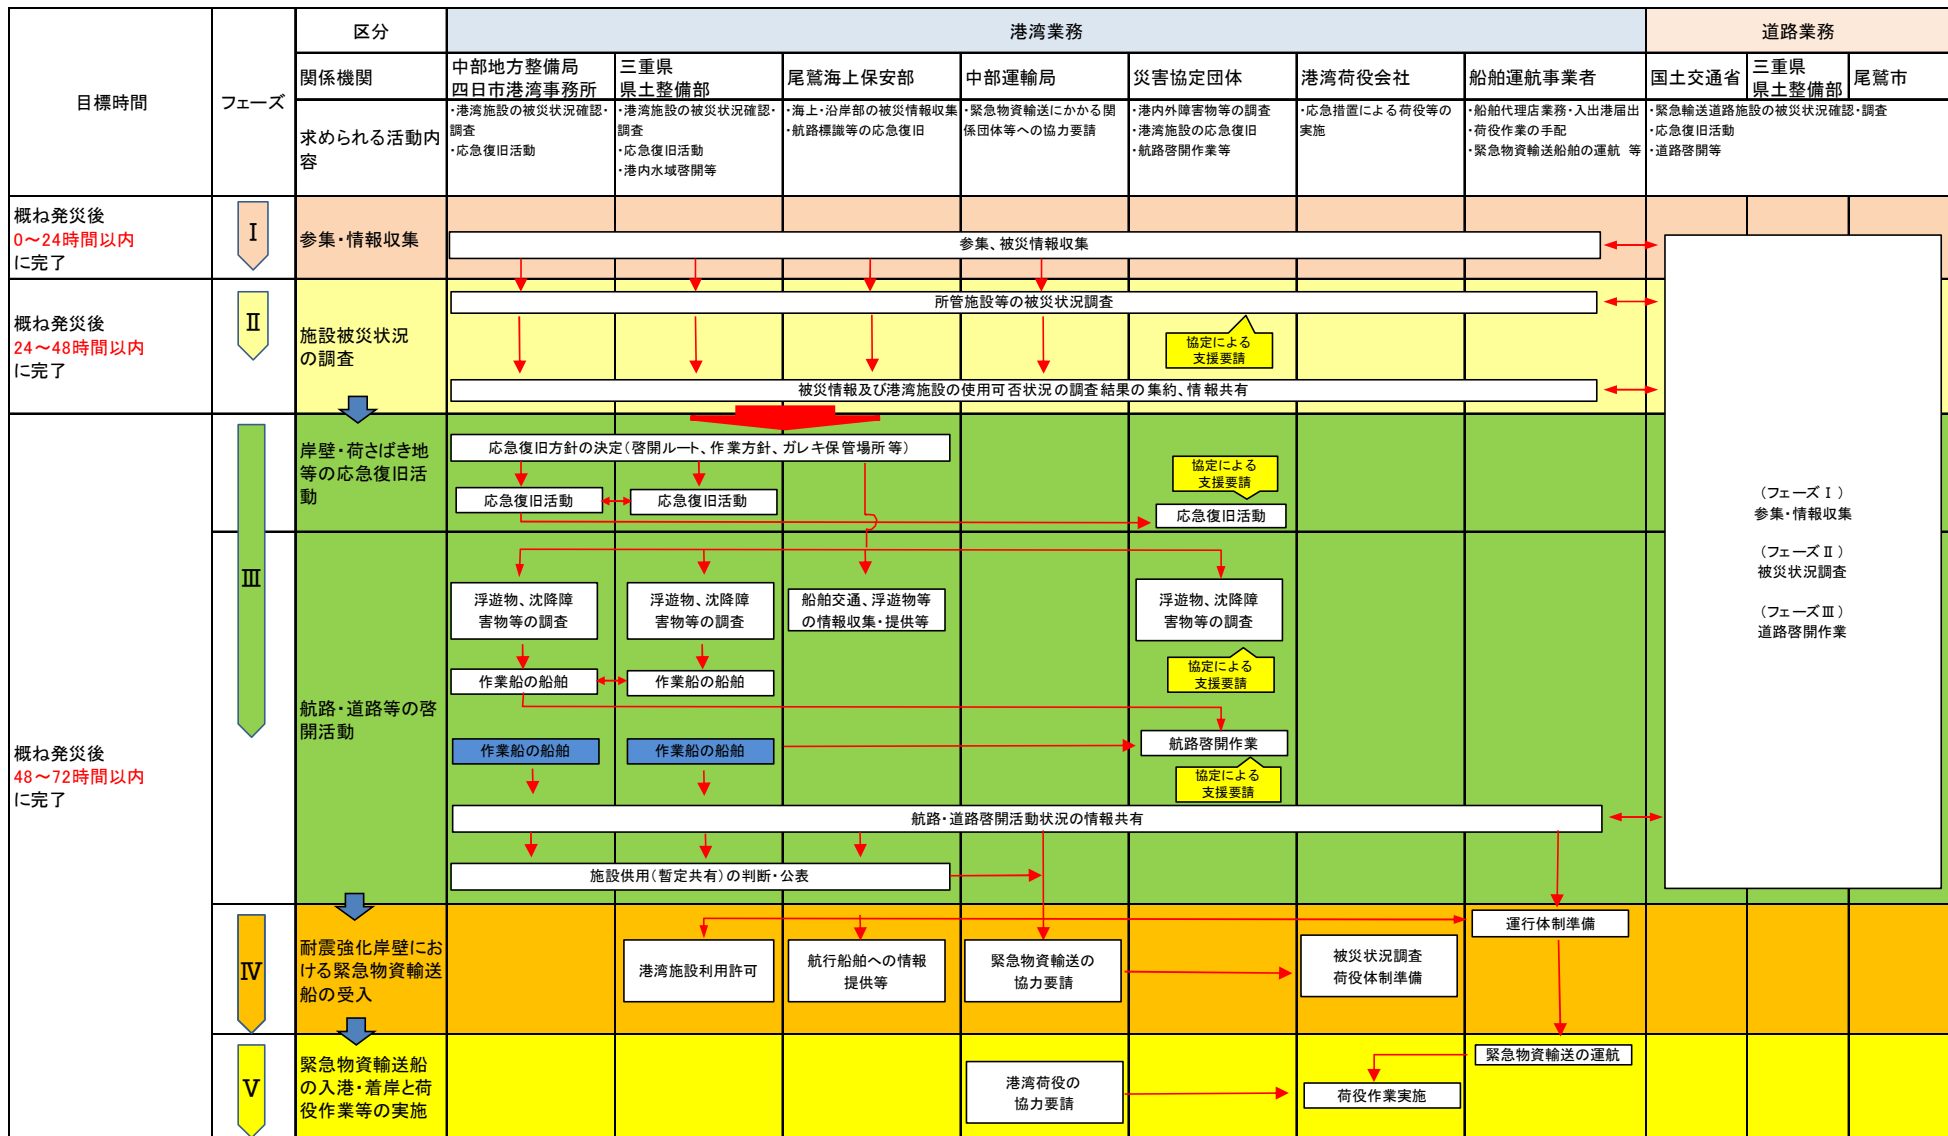 区分
港湾業務
道路業務
目標時間
フェーズ
関係機関
中部地方整備局
四日市港湾事務所
三重県
県土整備部
尾鷲海上保安部
中部運輸局
災害協定団体
港湾荷役会社
船舶運航事業者
国土交通省
三重県
県土整備部
尾鷲市
求められる活動内
容
・港湾施設の被災状況確認・
調査
・応急復旧活動
・港湾施設の被災状況確認・
調査
・応急復旧活動
・港内水域啓開等
・海上・沿岸部の被災情報収集
・航路標識等の応急復旧
・緊急物資輸送にかかる関
係団体等への協力要請
・港内外障害物等の調査
・港湾施設の応急復旧
・航路啓開作業等
・応急措置による荷役等の
実施
・船舶代理店業務・入出港届出
・荷役作業の手配
・緊急物資輸送船舶の運航 等
・緊急輸送道路施設の被災状況確認・調査
・応急復旧活動
・道路啓開等
概ね発災後
0～24時間以内
に完了
Ⅰ
参集・情報収集
参集、被災情報収集
概ね発災後
24～48時間以内
に完了
Ⅱ
施設被災状況
の調査
所管施設等の被災状況調査
協定による
支援要請
被災情報及び港湾施設の使用可否状況の調査結果の集約、情報共有
概ね発災後
48～72時間以内
に完了
Ⅲ
岸壁・荷さばき地
等の応急復旧活
動
応急復旧方針の決定（啓開ルート、作業方針、ガレキ保管場所等）
応急復旧活動
応急復旧活動
協定による
支援要請
応急復旧活動
航路・道路等の啓
開活動
浮遊物、沈降障
害物等の調査
浮遊物、沈降障
害物等の調査
船舶交通、浮遊物等
の情報収集・提供等
浮遊物、沈降障
害物等の調査
作業船の船舶
作業船の船舶
協定による
支援要請
作業船の船舶
作業船の船舶
航路啓開作業
協定による
支援要請
航路・道路啓開活動状況の情報共有
施設供用（暫定共有）の判断・公表
（フェーズⅠ）
参集・情報収集
（フェーズⅡ）
被災状況調査
（フェーズⅢ）
道路啓開作業
Ⅳ
耐震強化岸壁にお
ける緊急物資輸送
船の受入
港湾施設利用許可
航行船舶への情報
提供等
緊急物資輸送の
協力要請
被災状況調査
荷役体制準備
運行体制準備
Ⅴ
緊急物資輸送船
の入港・着岸と荷
役作業等の実施
港湾荷役の
協力要請
荷役作業実施
緊急物資輸送の運航